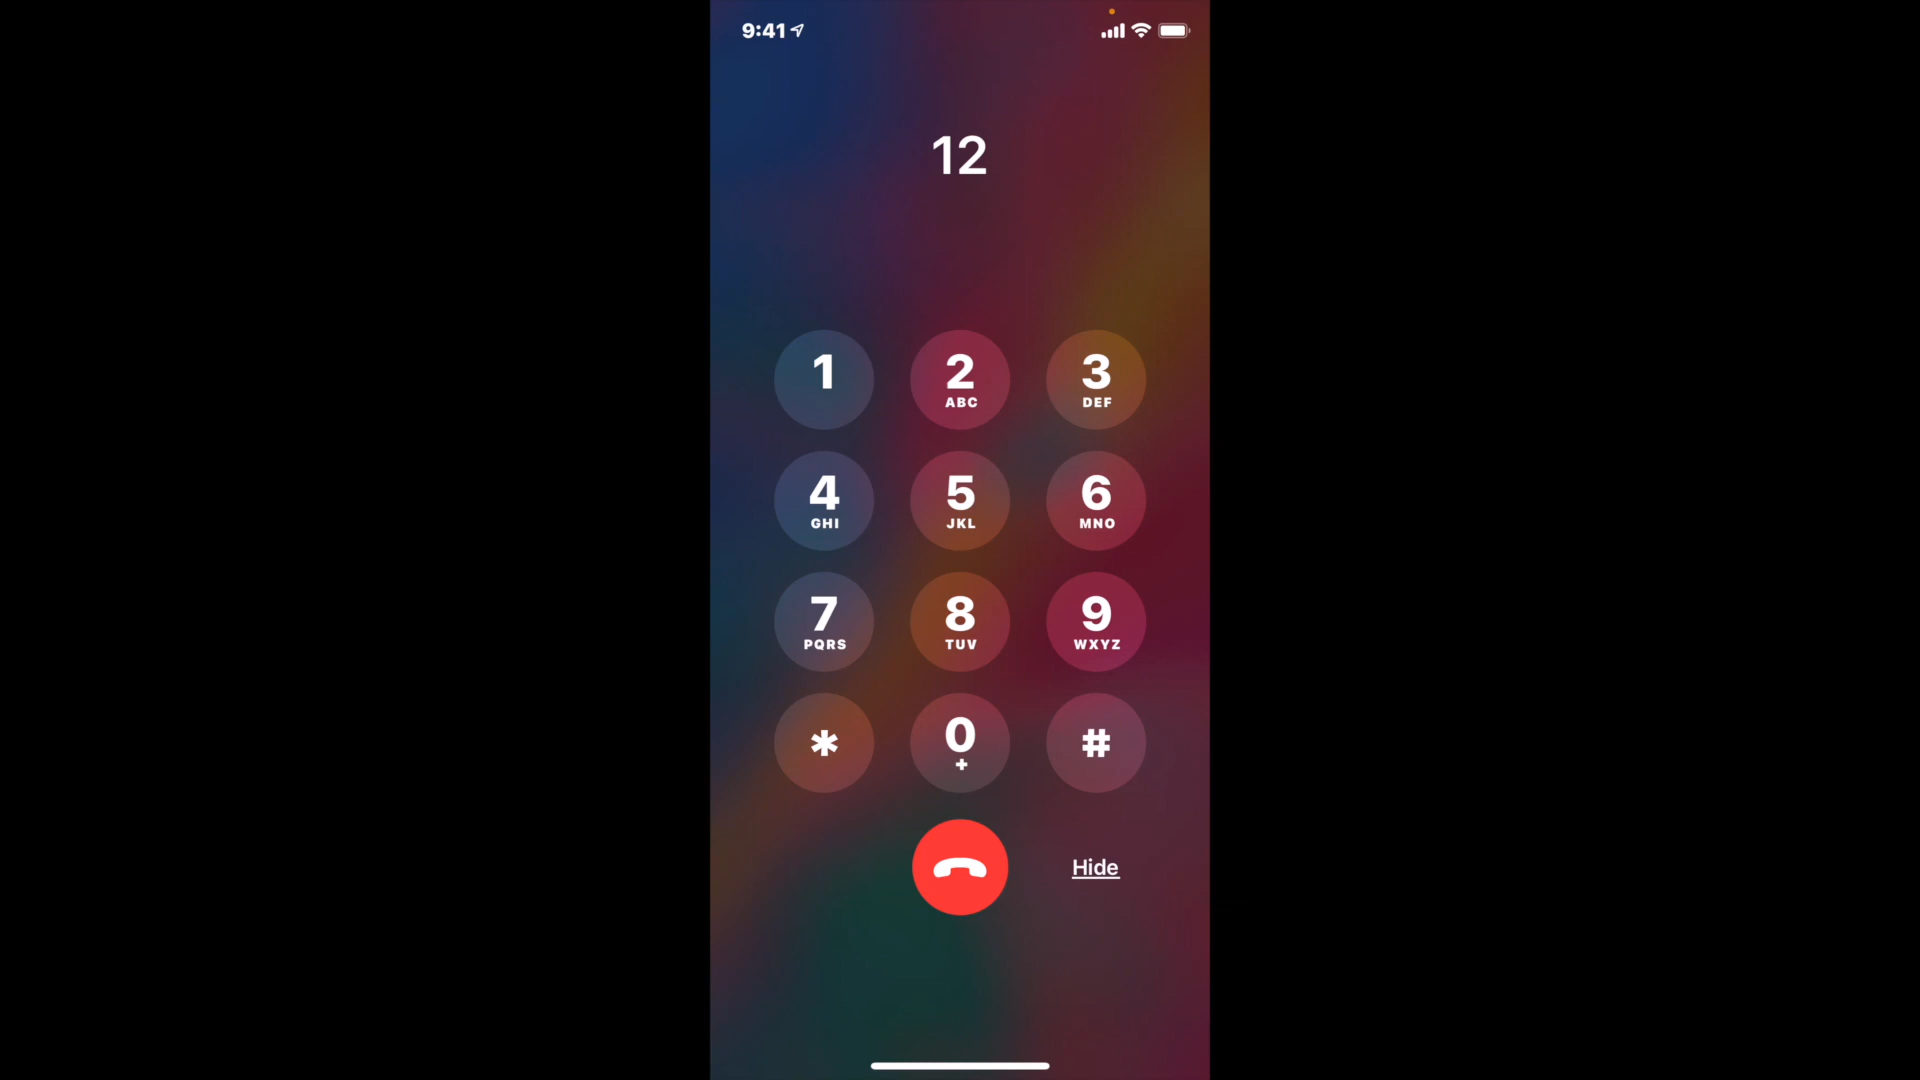 9:41
12
1 2 3
ABC DEF
4 5 6
GHI JKL MNO
7 8 9
PQRS TUV WXYZ
* 0 #
+
Hide